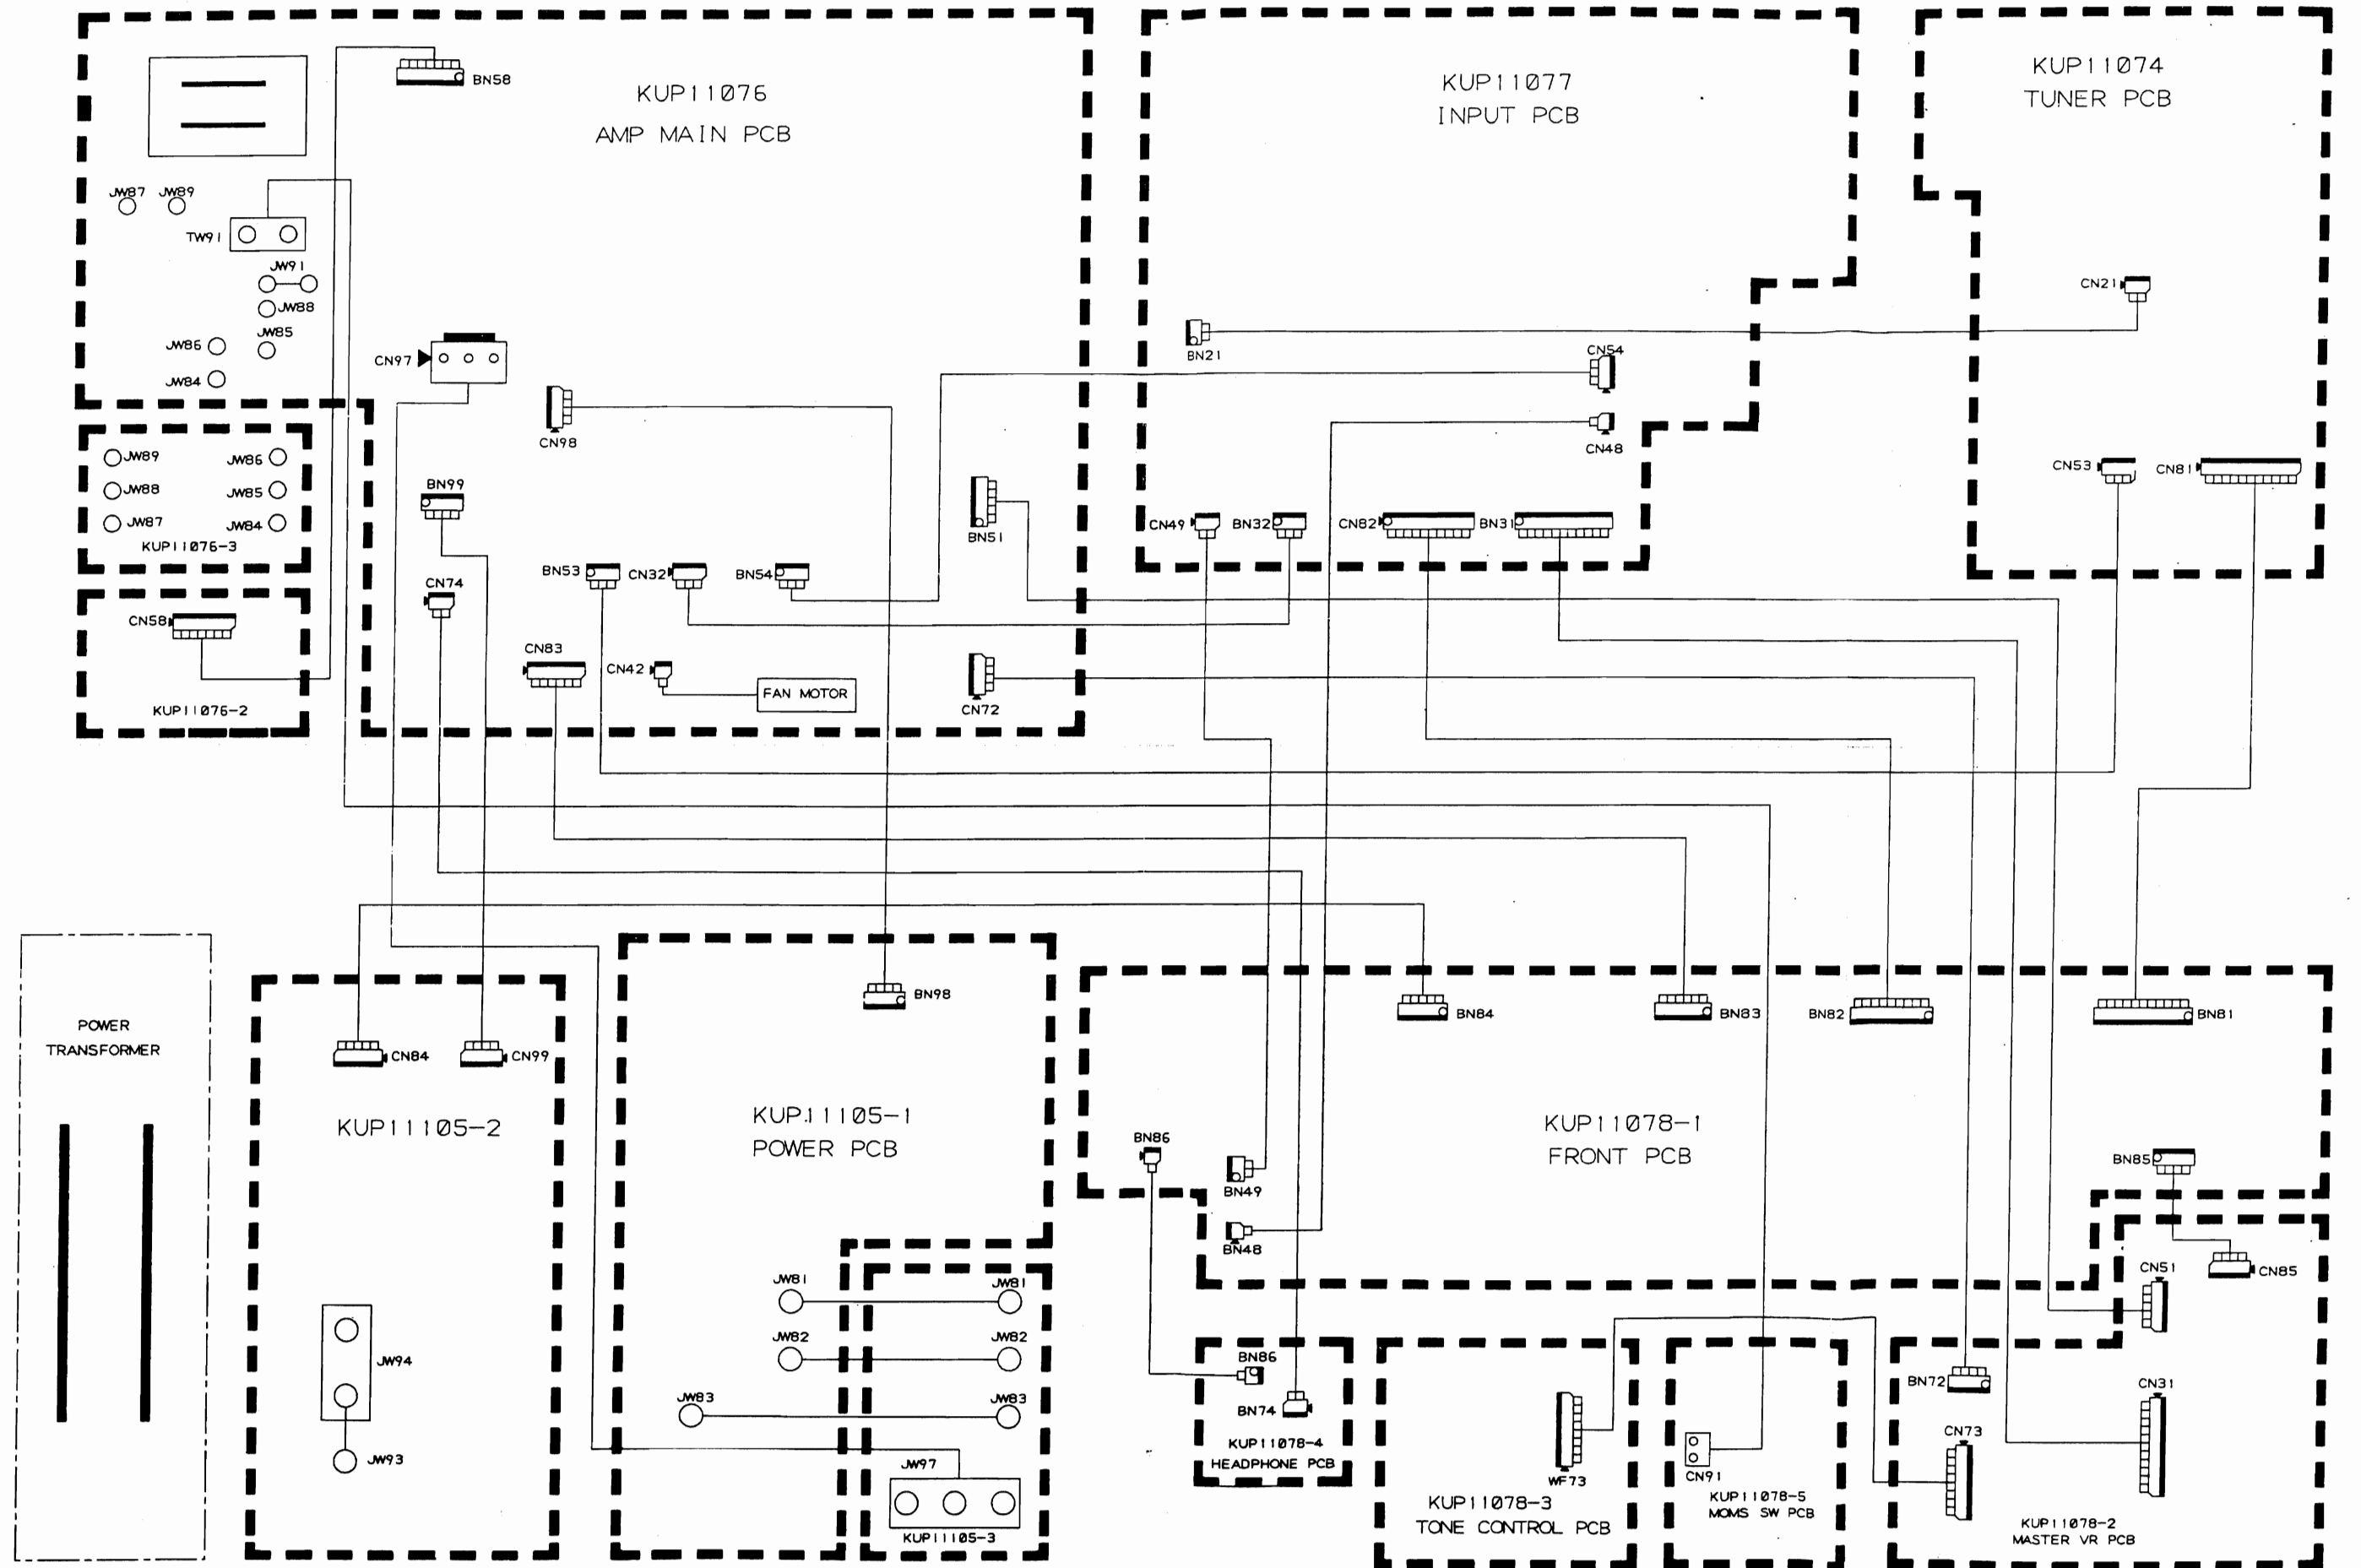 BN58
KUP11076
AMP MAIN PCB
JW87 JW89
TW91
JW91
JW88
JW85
JW86
JW84
CN97
CN98
BN99
CN74
BN53
CN32
BN54
BN51
CN83
CN42
FAN MOTOR
CN72
JW89
JW86
JW88
JW85
JW87
JW84
KUP11076-3
CN58
KUP11076-2
KUP11077
INPUT PCB
BN21
CN54
CN48
CN49
BN32
CN82
BN31
KUP11074
TUNER PCB
CN21
CN53
CN81
POWER
TRANSFORMER
CN84
CN99
KUP11105-2
JW94
JW93
BN98
KUP11105-1
POWER PCB
JW81
JW81
JW82
JW82
JW83
JW83
JW97
KUP11105-3
BN84
BN83
BN82
BN81
KUP11078-1
FRONT PCB
BN86
BN49
BN48
BN85
CN85
CN51
BN86
BN74
KUP11078-4
HEADPHONE PCB
WF73
KUP11078-3
TONE CONTROL PCB
CN91
KUP11078-5
MOMS SW PCB
BN72
CN73
CN31
KUP11078-2
MASTER VR PCB